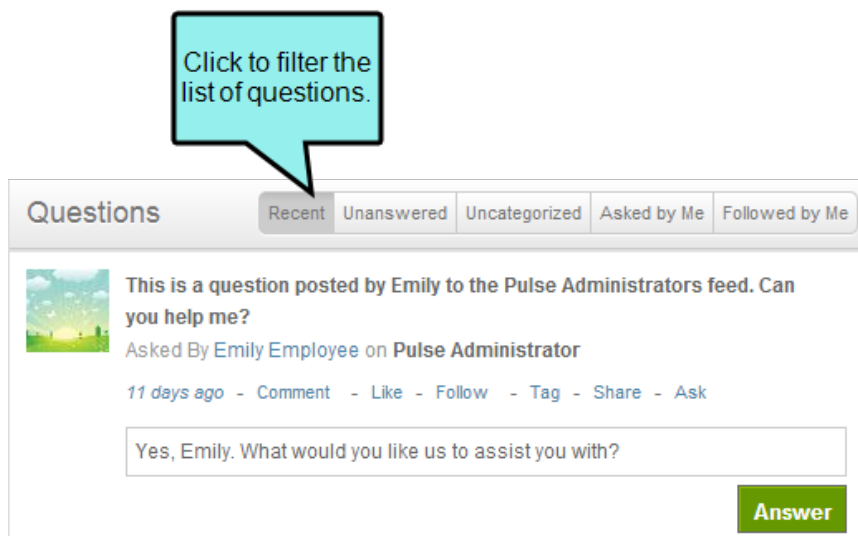 Click to filter the
list of questions.
Questions
Recent Unanswered Uncategorized Asked by Me Followed by Me
This is a question posted by Emily to the Pulse Administrators feed. Can
you help me?
Asked By Emily Employee on Pulse Administrator
11 days ago - Comment - Like - Follow - Tag - Share - Ask
Yes, Emily. What would you like us to assist you with?
Answer